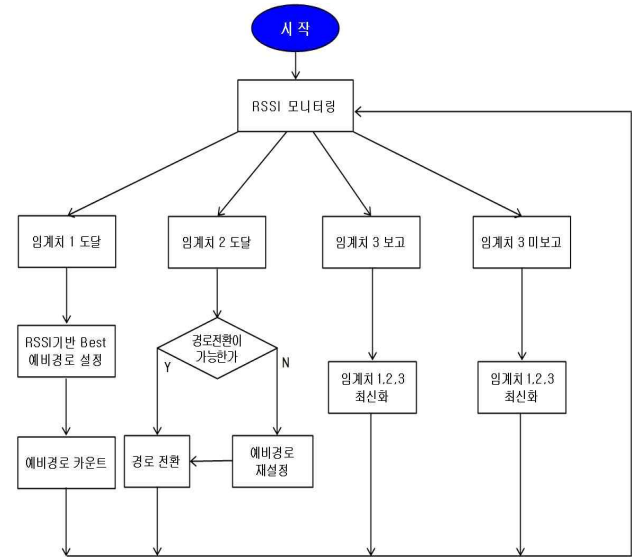 시 작
RSSI 모니터링
임계치 1 도달
임계치 2 도달
임계치 3 보고
임계치 3 미보고
RSSI기반 Best
예비경로 설정
경로전환이
가능한가
Y
N
임계치 1,2,3
최신화
임계치 1,2,3
최신화
예비경로 카운트
경로 전환
예비경로
재설정